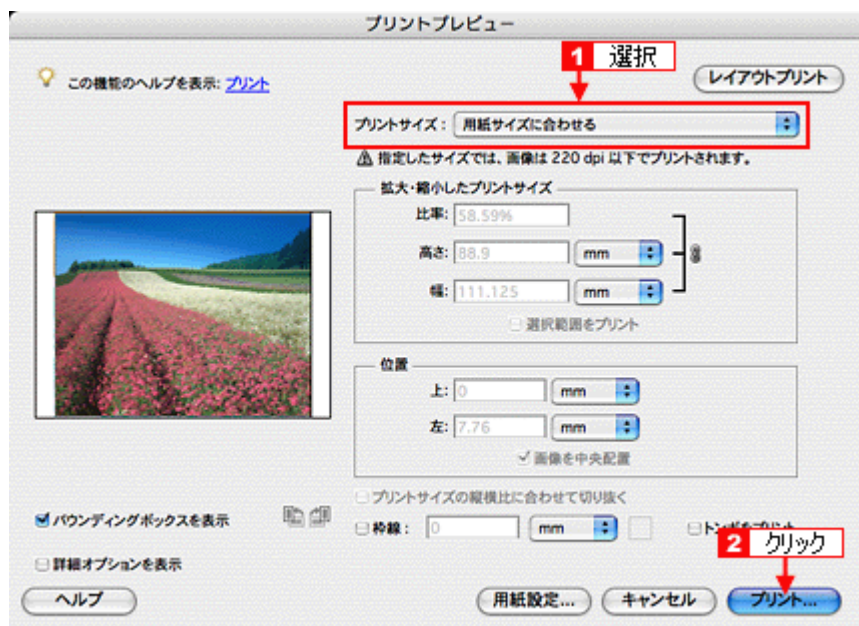 プリントプレビュー
1 選択
この機能のヘルプを表示: プリント
レイアウトプリント
プリントサイズ: 用紙サイズに合わせる
指定したサイズでは、画像は 220 dpi 以下でプリントされます。
拡大・縮小したプリントサイズ
比率: 58.59%
高さ: 88.9 mm
幅: 111.125 mm
選択範囲をプリント
位置
上: 0 mm
左: 7.76 mm
画像を中央配置
プリントサイズの縦横比に合わせて切り抜く
バウンディングボックスを表示
枠線: 0 mm
2 クリック
詳細オプションを表示
ヘルプ
用紙設定... キャンセル プリント...